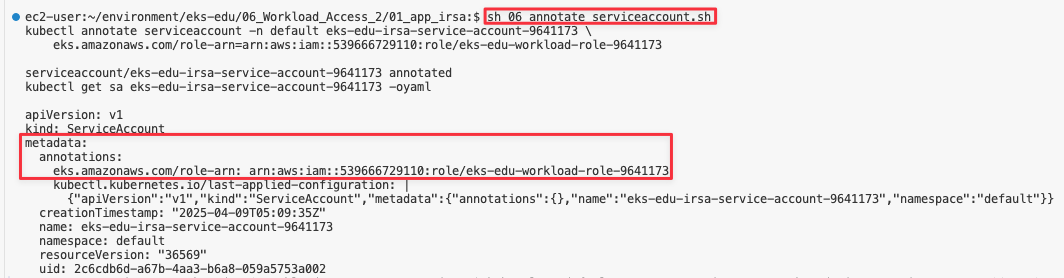 ec2-user:~/environment/eks-edu/06_Workload_Access_2/01_app_irsa:$ sh 06_annotate_serviceaccount.sh
kubectl annotate serviceaccount -n default eks-edu-irsa-service-account-9641173 \
eks.amazonaws.com/role-arn=arn:aws:iam::539666729110:role/eks-edu-workload-role-9641173
serviceaccount/eks-edu-irsa-service-account-9641173 annotated
kubectl get sa eks-edu-irsa-service-account-9641173 -oyaml
apiVersion: v1
kind: ServiceAccount
metadata:
annotations:
eks.amazonaws.com/role-arn: arn:aws:iam::539666729110:role/eks-edu-workload-role-9641173
kubectl.kubernetes.io/last-applied-configuration: |
{"apiVersion":"v1","kind":"ServiceAccount","metadata":{"annotations":{},"name":"eks-edu-irsa-service-account-9641173","namespace":"default"}}
creationTimestamp: "2025-04-09T05:09:35Z"
name: eks-edu-irsa-service-account-9641173
namespace: default
resourceVersion: "36569"
uid: 2c6cdb6d-a67b-4aa3-b6a8-059a5753a002